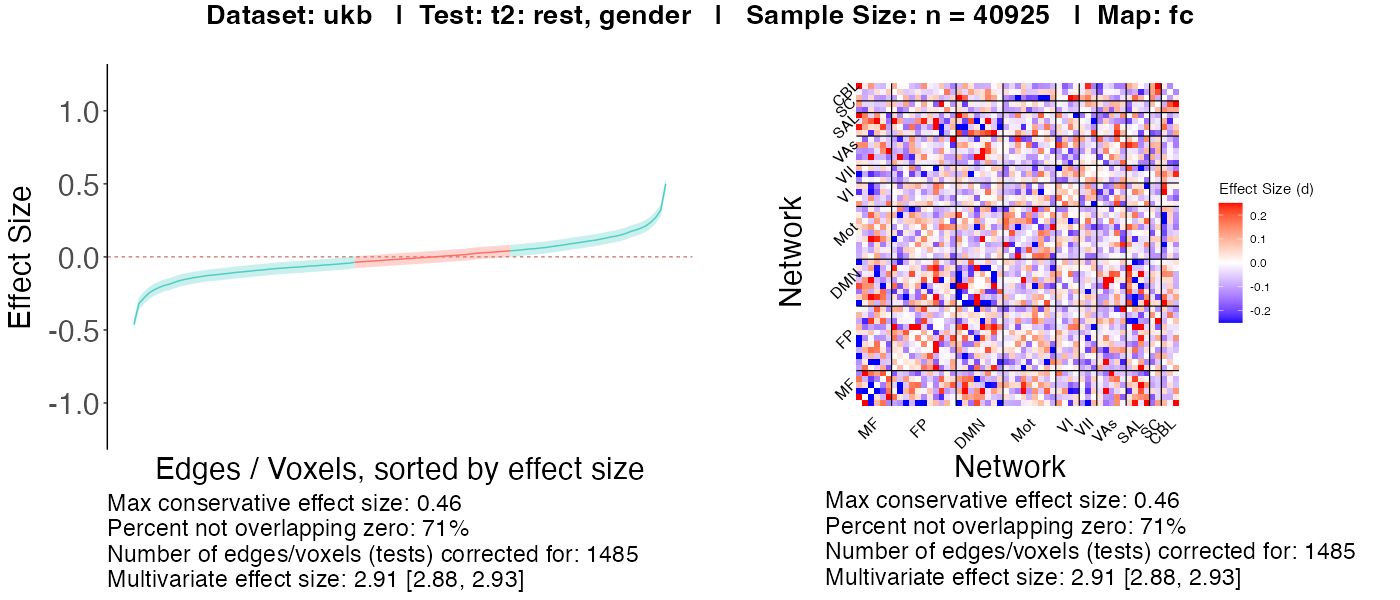 Dataset: ukb | Test: t2: rest, gender | Sample Size: n = 40925 | Map: fc
Effect Size
1.0
0.5
0.0
-0.5
-1.0
Edges / Voxels, sorted by effect size
Max conservative effect size: 0.46
Percent not overlapping zero: 71%
Number of edges/voxels (tests) corrected for: 1485
Multivariate effect size: 2.91 [2.88, 2.93]
Network
CBL
SC
SAL
VAs
VII
VI
Mot
DMN
FP
MF
MF FP DMN Mot VI VII VAs SAL SC CBL
Network
Effect Size (d)
0.2
0.1
0.0
-0.1
-0.2
Max conservative effect size: 0.46
Percent not overlapping zero: 71%
Number of edges/voxels (tests) corrected for: 1485
Multivariate effect size: 2.91 [2.88, 2.93]